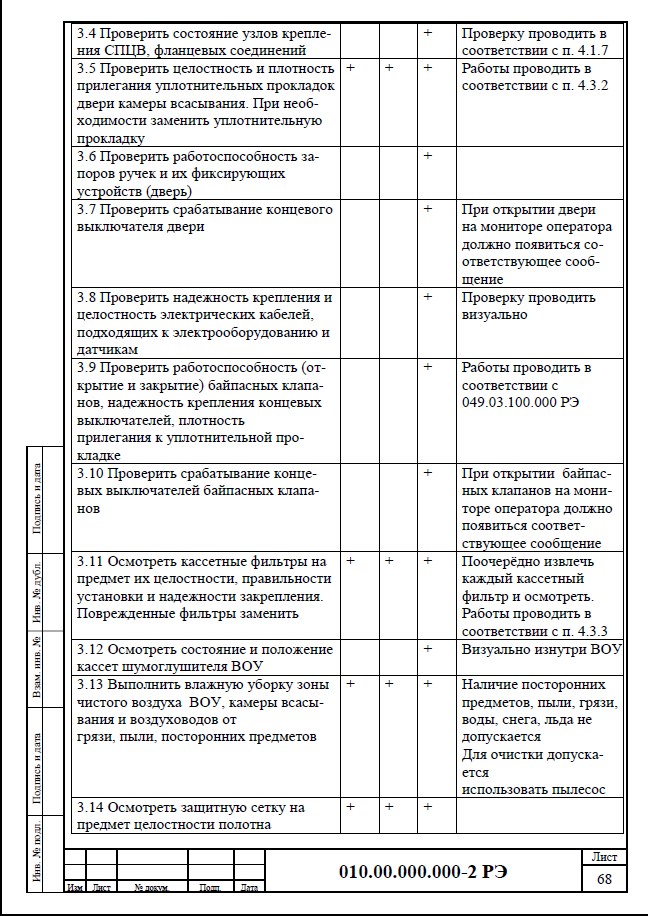 3.4 Проверить состояние узлов крепле-
ния СПЦВ, фланцевых соединений
+
Проверку проводить в
соответствии с п. 4.1.7
3.5 Проверить целостность и плотность
прилегания уплотнительных прокладок
двери камеры всасывания. При необ-
ходимости заменить уплотнительную
прокладку
+ + +
Работы проводить в
соответствии с п. 4.3.2
3.6 Проверить работоспособность за-
поров ручек и их фиксирующих
устройств (дверь)
+
3.7 Проверить срабатывание концевого
выключателя двери
+
При открытии двери
на мониторе оператора
должно появиться со-
ответствующее сооб-
щение
3.8 Проверить надежность крепления и
целостность электрических кабелей,
подходящих к электрооборудованию и
датчикам
+
Проверку проводить
визуально
3.9 Проверить работоспособность (от-
крытие и закрытие) байпасных клапа-
нов, надежность крепления концевых
выключателей, плотность
прилегания к уплотнительной про-
кладке
+
Работы проводить в
соответствии с
049.03.100.000 РЭ
3.10 Проверить срабатывание конце-
вых выключателей байпасных клапа-
нов
+
При открытии байпас-
ных клапанов на мони-
торе оператора должно
появиться соответ-
ствующее сообщение
3.11 Осмотреть кассетные фильтры на
предмет их целостности, правильности
установки и надежности закрепления.
Поврежденные фильтры заменить
+ + +
Поочерёдно извлечь
каждый кассетный
фильтр и осмотреть.
Работы проводить в
соответствии с п. 4.3.3
3.12 Осмотреть состояние и положение
кассет шумоглушителя ВОУ
+
Визуально изнутри ВОУ
3.13 Выполнить влажную уборку зоны
чистого воздуха ВОУ, камеры всасы-
вания и воздуховодов от
грязи, пыли, посторонних предметов
+ + +
Наличие посторонних
предметов, пыли, грязи,
воды, снега, льда не
допускается
Для очистки допуска-
ется
использовать пылесос
3.14 Осмотреть защитную сетку на
предмет целостности полотна
+ + +
Подпись и дата
Инв. № дубл.
Взам. инв. №
Подпись и дата
Инв. № подл.
Изм Лист № докум. Подп. Дата
010.00.000.000-2 РЭ
Лист
68